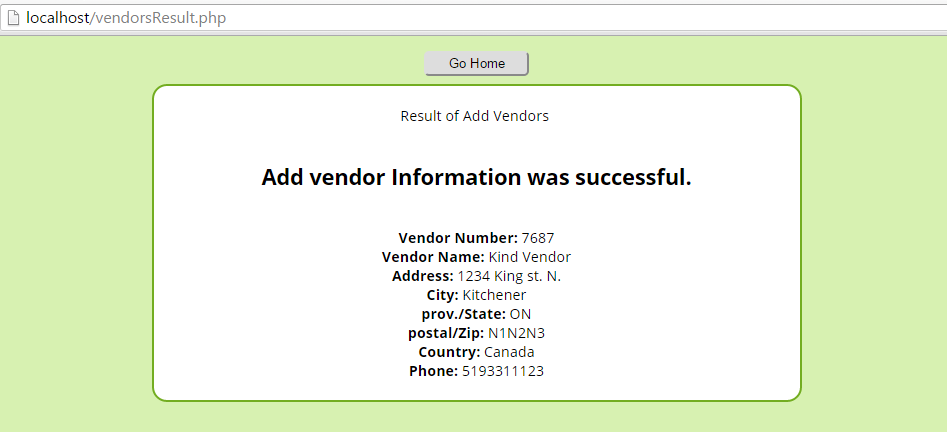 localhost/vendorsResult.php
Go Home
Result of Add Vendors
Add vendor Information was successful.
Vendor Number: 7687
Vendor Name: Kind Vendor
Address: 1234 King st. N.
City: Kitchener
prov./State: ON
postal/Zip: N1N2N3
Country: Canada
Phone: 5193311123